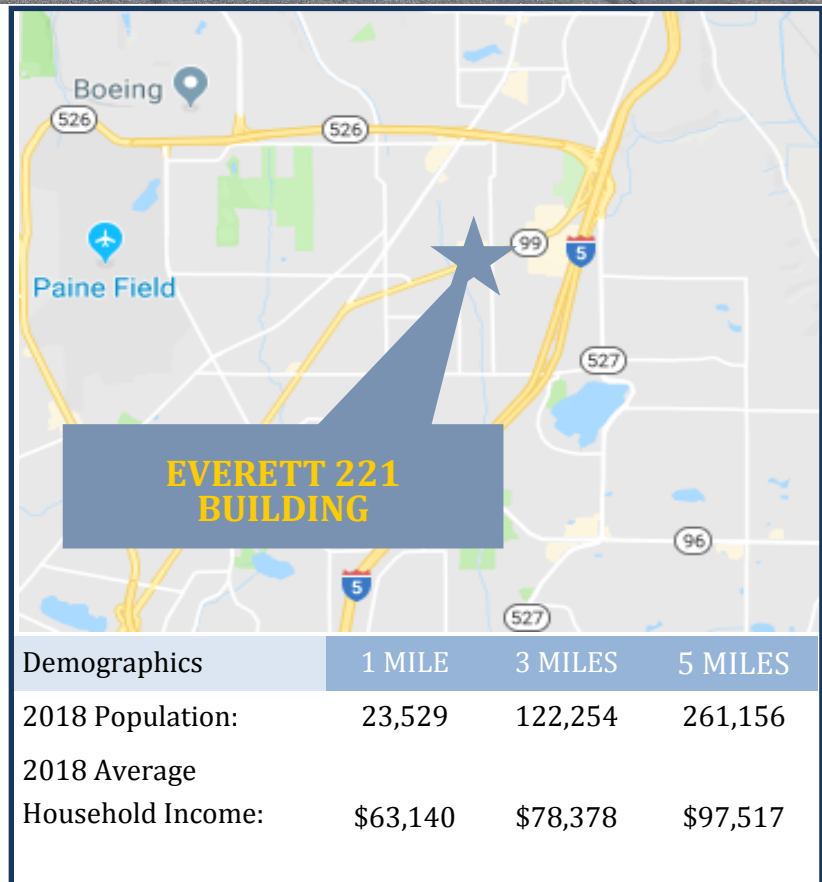 Boeing
526
526
99
5
Paine Field
527
EVERETT 221
BUILDING
96
5
527
Demographics 1 MILE 3 MILES 5 MILES
2018 Population: 23,529 122,254 261,156
2018 Average
Household Income: $63,140 $78,378 $97,517